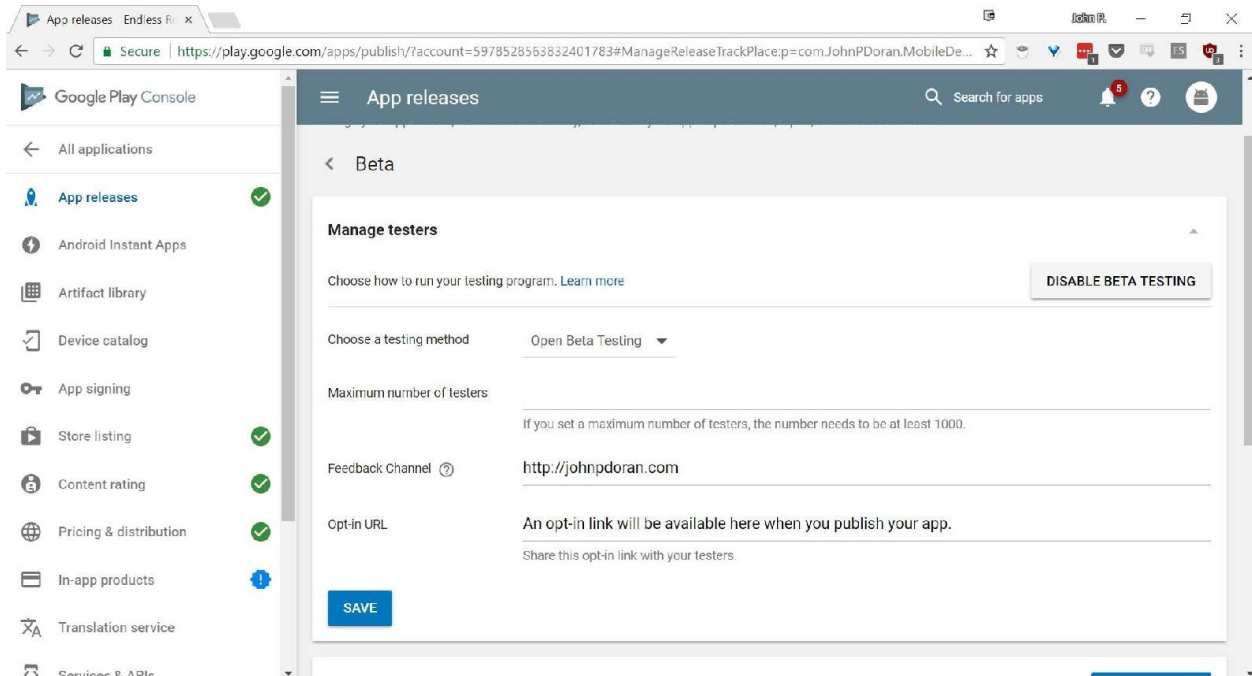 App releases - Endless R
John P.
Secure
https://play.google.com/apps/publish/?account=5978528563832401783#ManageReleaseTrackPlace:p=com.JohnPDoran.MobileDe...
Google Play Console
App releases
Search for apps
5
All applications
Beta
App releases
Manage testers
Android Instant Apps
Choose how to run your testing program. Learn more
DISABLE BETA TESTING
Artifact library
Device catalog
Choose a testing method
Open Beta Testing
App signing
Maximum number of testers
If you set a maximum number of testers, the number needs to be at least 1000.
Store listing
Feedback Channel
http://johnpdoran.com
Content rating
Opt-in URL
An opt-in link will be available here when you publish your app.
Pricing & distribution
Share this opt-in link with your testers.
In-app products
SAVE
Translation service
Services & APIs